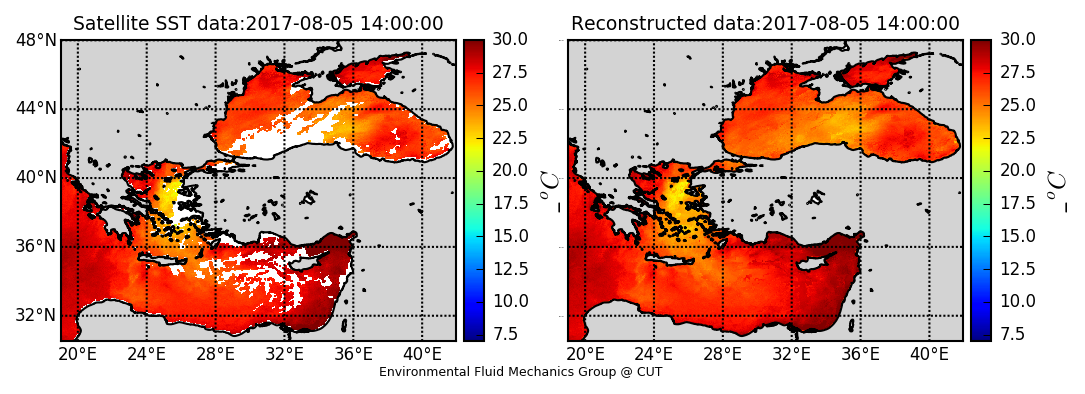 Satellite SST data:2017-08-05 14:00:00
48°N
44°N
40°N
36°N
32°N
20°E 24°E 28°E 32°E 36°E 40°E
30.0
27.5
25.0
22.5
20.0
17.5
15.0
12.5
10.0
7.5
_ °C
Reconstructed data:2017-08-05 14:00:00
20°E 24°E 28°E 32°E 36°E 40°E
30.0
27.5
25.0
22.5
20.0
17.5
15.0
12.5
10.0
7.5
_ °C
Environmental Fluid Mechanics Group @ CUT